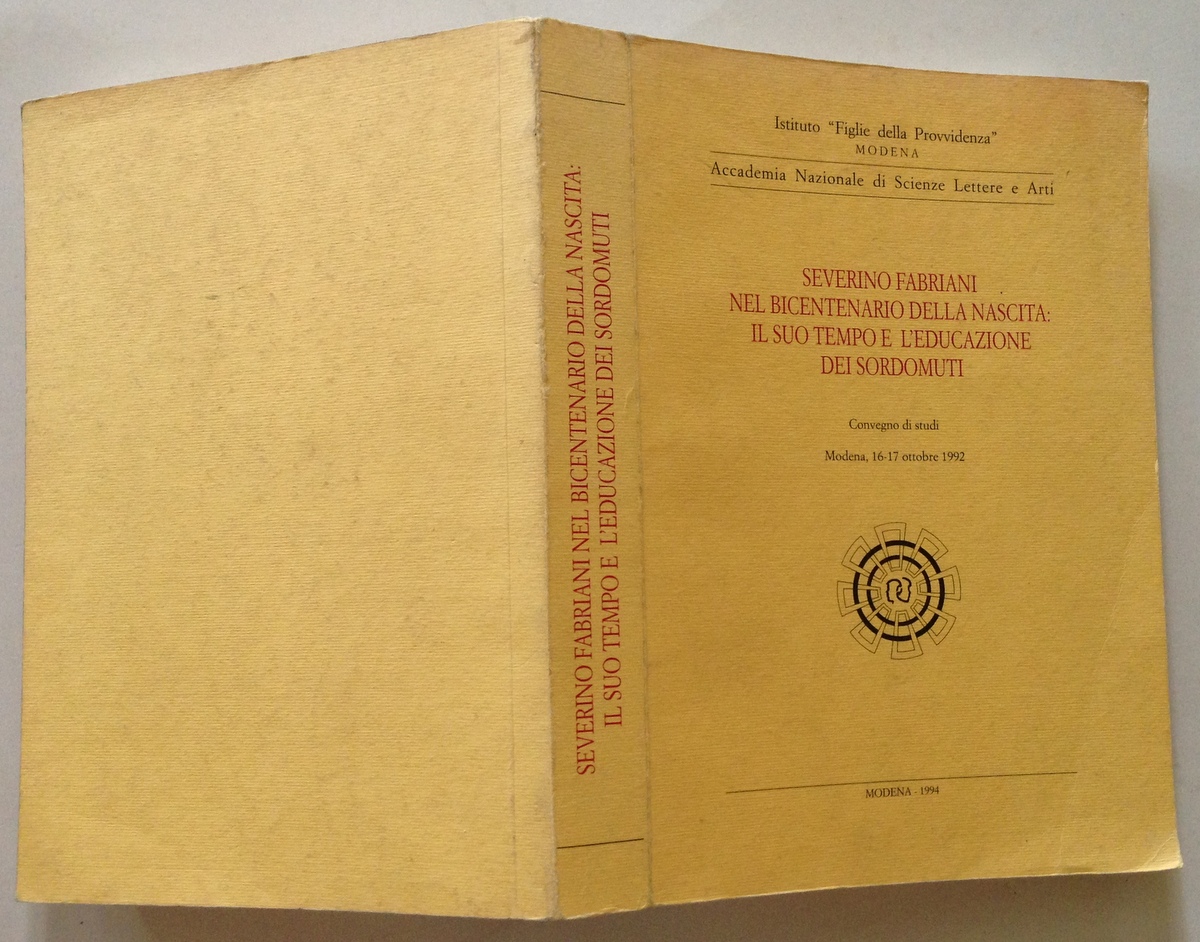 SEVERINO FABRIANI NEL BICENTENARIO DELLA NASCITA:
IL SUO TEMPO E L'EDUCAZIONE DEI SORDOMUTI
Istituto “Figlie della Provvidenza”
MODENA
Accademia Nazionale di Scienze Lettere e Arti
SEVERINO FABRIANI
NEL BICENTENARIO DELLA NASCITA:
IL SUO TEMPO E L'EDUCAZIONE
DEI SORDOMUTI
Convegno di studi
Modena, 16-17 ottobre 1992
MODENA - 1994